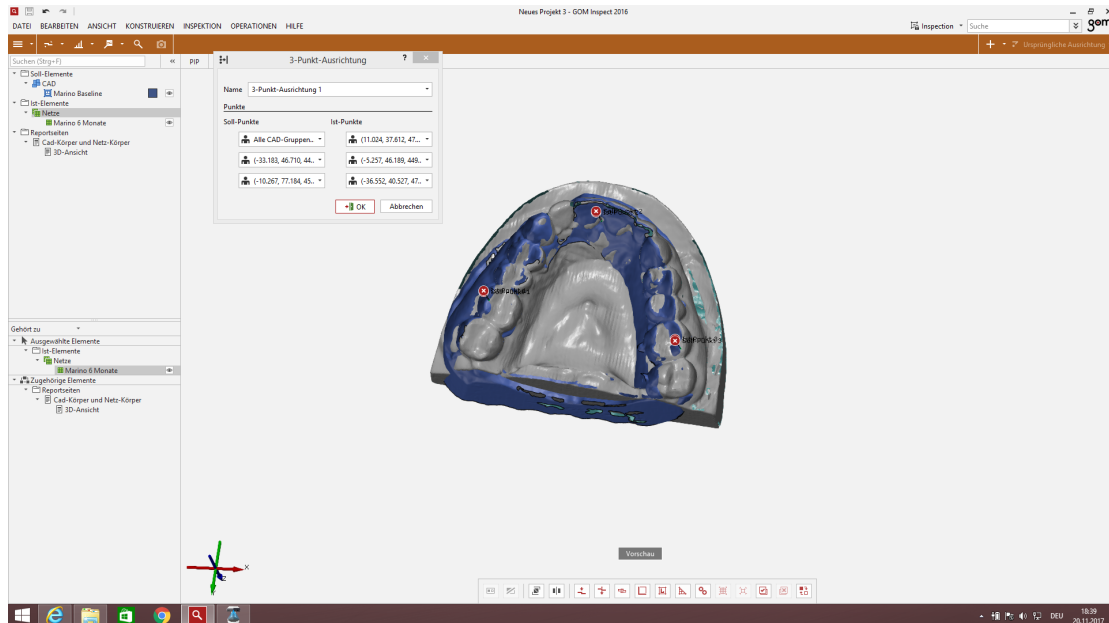 Neues Projekt 3 - GOM Inspect 2016
DATEI BEARBEITEN ANSICHT KONSTRUIEREN INSPEKTION OPERATIONEN HILFE
Inspection
Suche
gom
Ursprüngliche Ausrichtung
Suchen (Strg+F)
Soll-Elemente
CAD
Marino Baseline
Ist-Elemente
Netze
Marino 6 Monate
Reportseiten
Cad-Körper und Netz-Körper
3D-Ansicht
3-Punkt-Ausrichtung
?
Name 3-Punkt-Ausrichtung 1
Punkte
Soll-Punkte Ist-Punkte
Alle CAD-Gruppen.. (11.024, 37.612, 47...
(-33.183, 46.710, 44.. (-5.257, 46.189, 449...
(-10.267, 77.184, 45... (-36.552, 40.527, 47...
OK Abbrechen
Gehört zu
Ausgewählte Elemente
Ist-Elemente
Netze
Marino 6 Monate
Zugehörige Elemente
Reportseiten
Cad-Körper und Netz-Körper
3D-Ansicht
X
Vorschau
DEU
18:39
20.11.2017